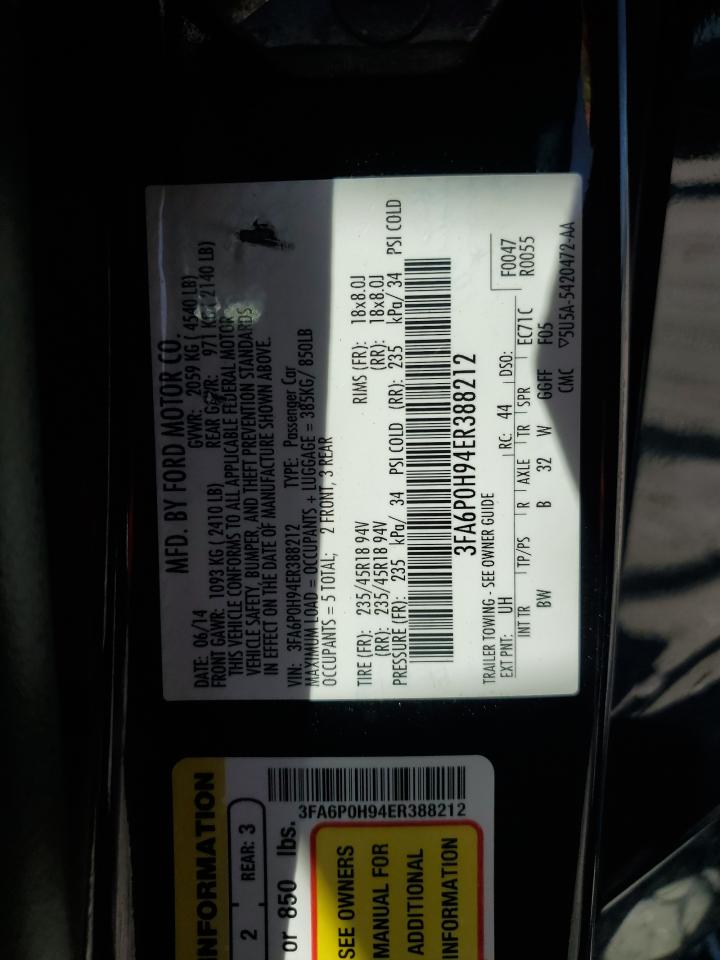 MFD. BY FORD MOTOR CO.
DATE: 06/14 GVWR: 2059 KG ( 4540 LB)
FRONT GAWR: 1093 KG ( 2410 LB) REAR GAWR: 971 KG ( 2140 LB)
THIS VEHICLE CONFORMS TO ALL APPLICABLE FEDERAL MOTOR
VEHICLE SAFETY, BUMPER, AND THEFT PREVENTION STANDARDS
IN EFFECT ON THE DATE OF MANUFACTURE SHOWN ABOVE.
VIN: 3FA6P0H94ER388212 TYPE: Passenger Car
MAXIMUM LOAD = OCCUPANTS + LUGGAGE = 385KG/ 850LB
OCCUPANTS = 5 TOTAL; 2 FRONT, 3 REAR
TIRE (FR): 235/45R18 94V RIMS (FR): 18x8.0J
(RR): 235/45R18 94V (RR): 18x8.0J
PRESSURE (FR): 235 kPa/ 34 PSI COLD (RR): 235 kPa/ 34 PSI COLD
3FA6P0H94ER388212
TRAILER TOWING - SEE OWNER GUIDE F0047
EXT PNT: UH RC: 44 DSO: R0055
INT TR TP/PS R AXLE TR SPR EC71C
BW B 32 W GGFF F05
CMC ▽5U5A-5420472-AA
INFORMATION
2 REAR: 3
or 850 lbs.
3FA6P0H94ER388212
SEE OWNERS
MANUAL FOR
ADDITIONAL
INFORMATION